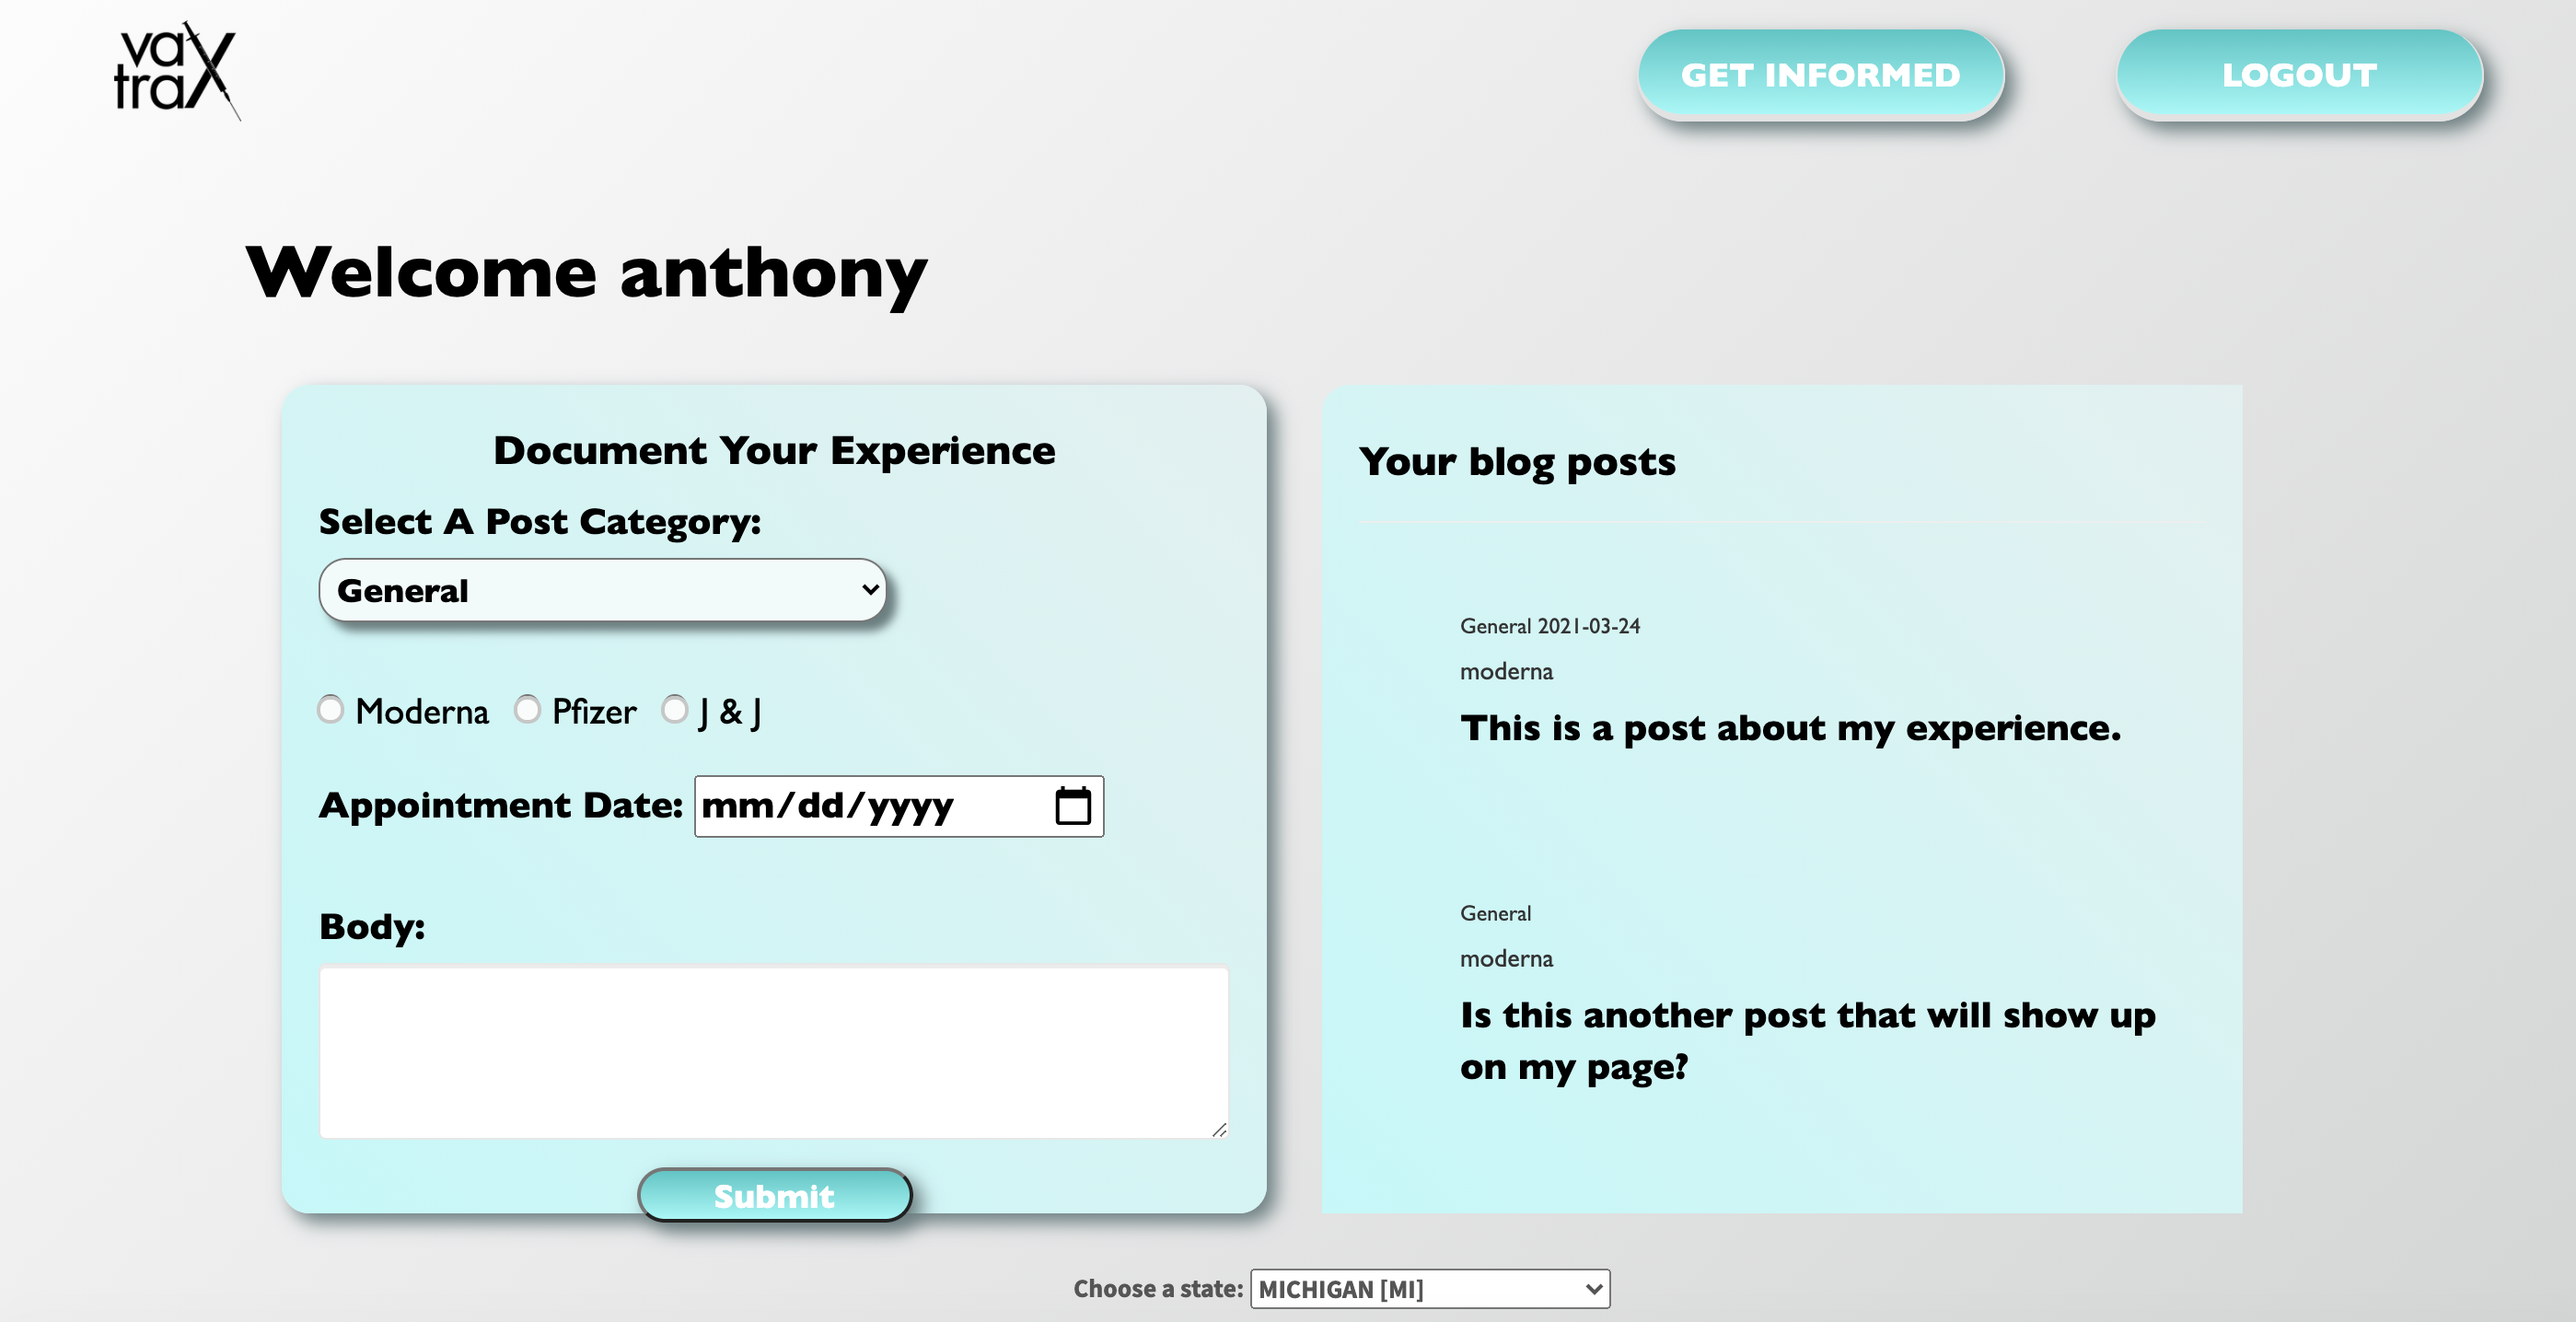 vax
trax
GET INFORMED
LOGOUT
Welcome anthony
Document Your Experience
Select A Post Category:
General
Moderna Pfizer J & J
Appointment Date: mm/dd/yyyy
Body:
Submit
Your blog posts
General 2021-03-24
moderna
This is a post about my experience.
General
moderna
Is this another post that will show up
on my page?
Choose a state: MICHIGAN [MI]